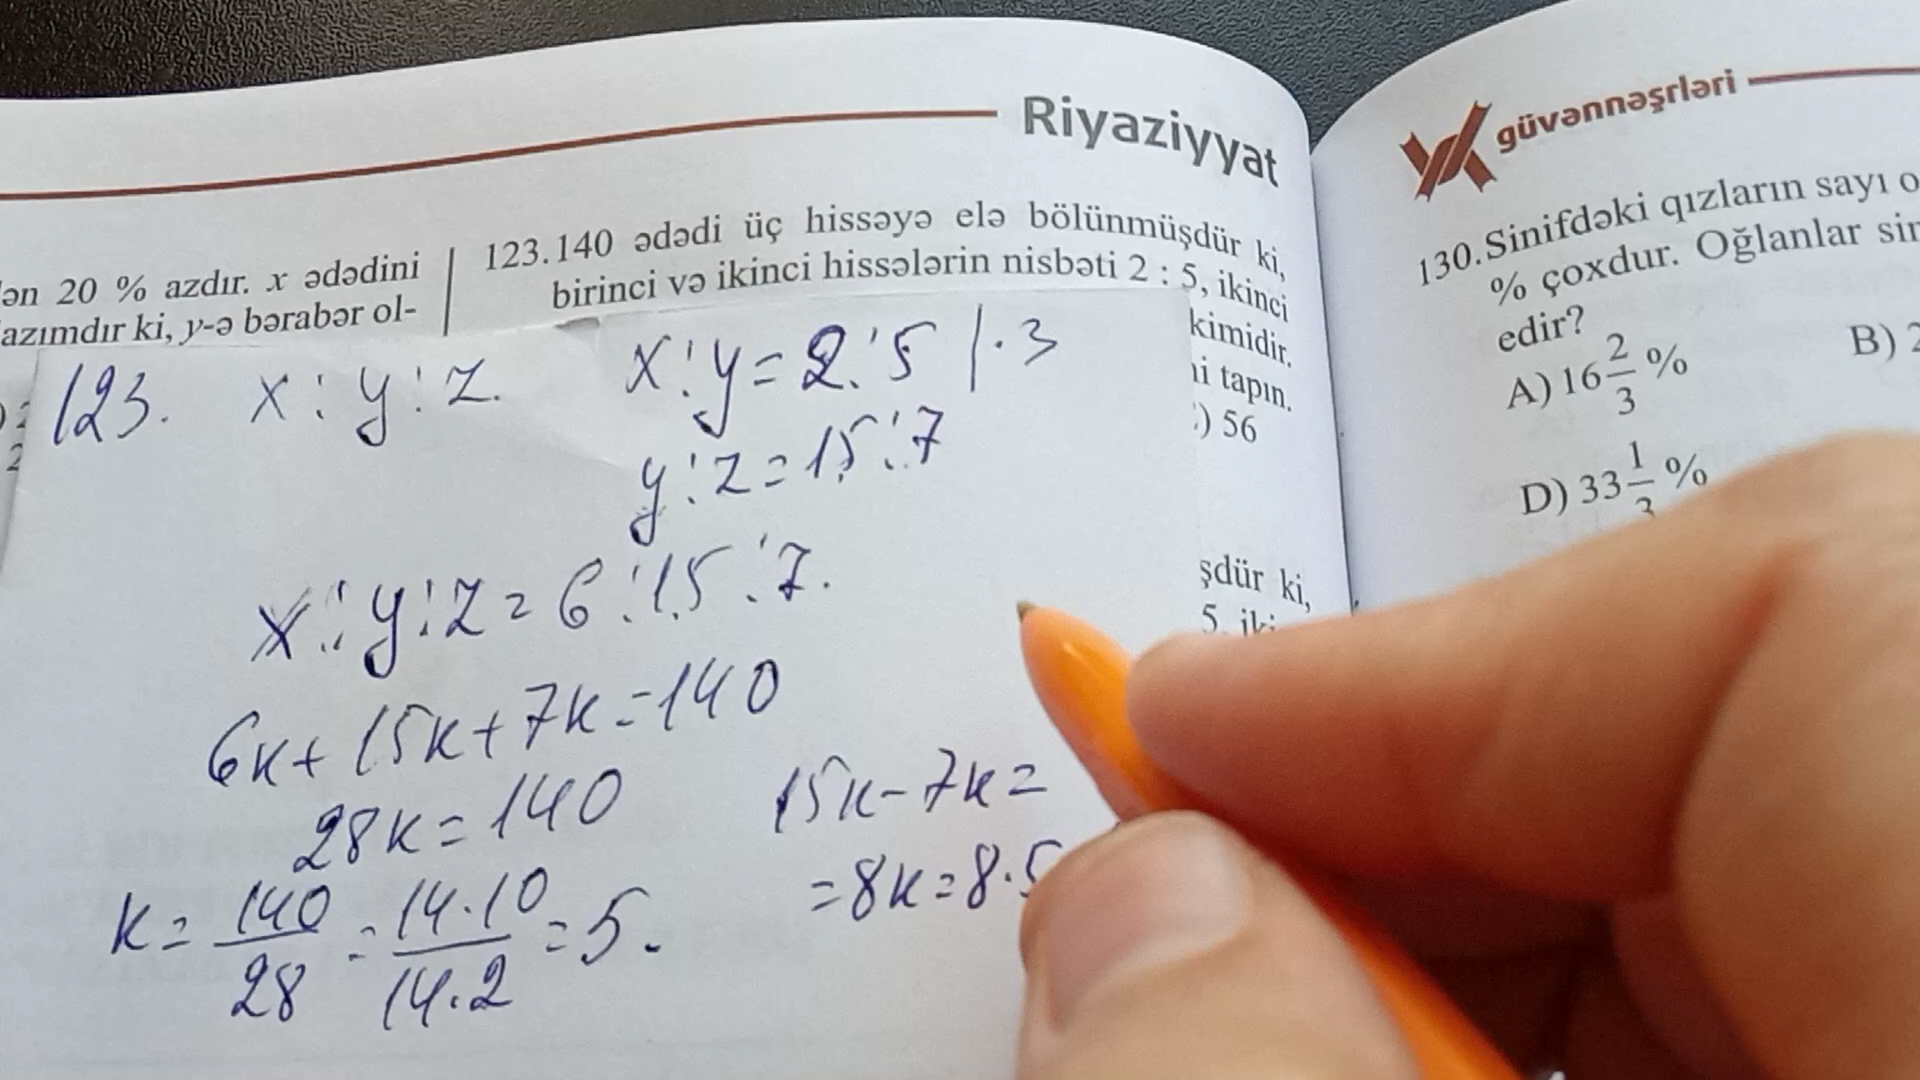 Riyaziyyat
20 % azdır. x ədədini
ki, y-ə bərabər ol-
123. 140 ədədi üç hissəyə elə bölünmüşdür ki,
birinci və ikinci hissələrin nisbəti 2 : 5, ikinci
kimidir.
tapın.
) 56
şdür ki,
5, iki
123. x : y : z.
x : y = 2 : 5 | · 3
y : z = 15 : 7
x : y : z = 6 : 15 : 7.
6k + 15k + 7k = 140
28k = 140
k = 140/28 = 14·10/14·2 = 5.
15k - 7k =
= 8k = 8·5
güvənnəşrləri
130. Sinifdəki qızların sayı o
% çoxdur. Oğlanlar sin
edir?
A) 16 2/3 %
B) 2
D) 33 1/3 %